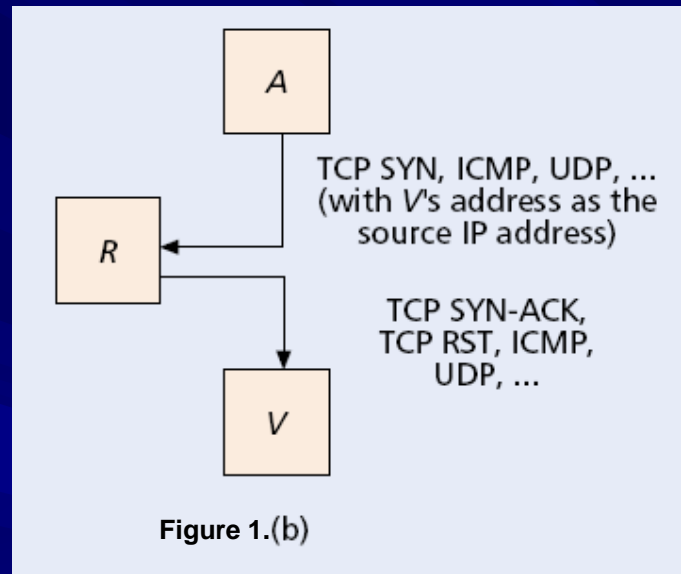 A
TCP SYN, ICMP, UDP, ...
(with V's address as the
source IP address)
R
TCP SYN-ACK,
TCP RST, ICMP,
UDP, ...
V
Figure 1.(b)